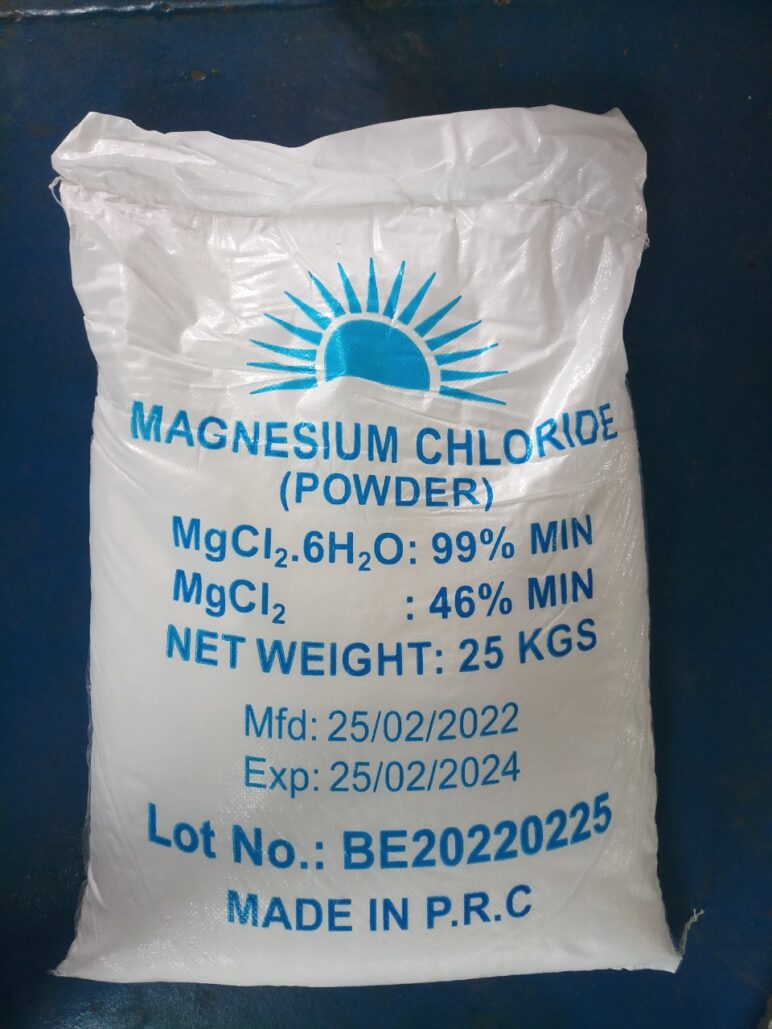 MAGNESIUM CHLORIDE
(POWDER)
MgCl₂.6H₂O: 99% MIN
MgCl₂ : 46% MIN
NET WEIGHT: 25 KGS
Mfd: 25/02/2022
Exp: 25/02/2024
Lot No.: BE20220225
MADE IN P.R.C